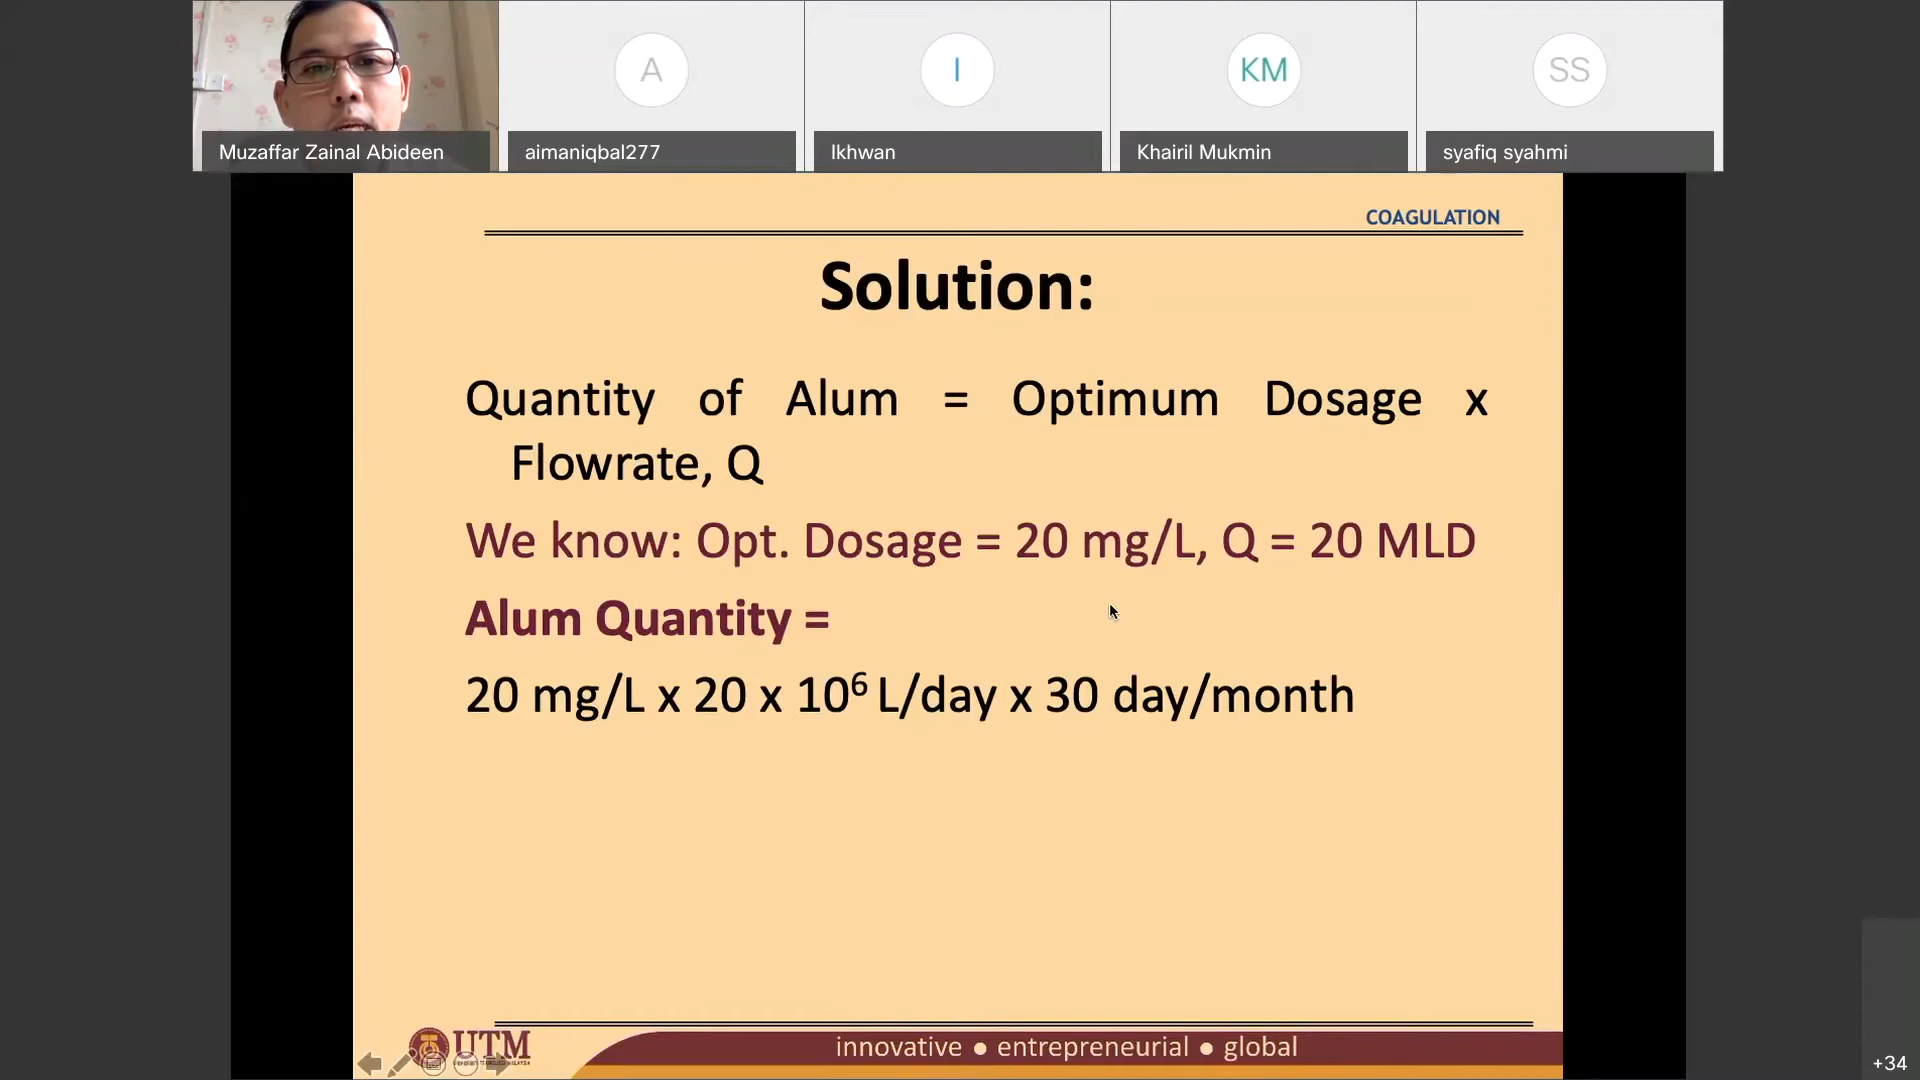 A
I
KM
SS
Muzaffar Zainal Abideen
aimaniqbal277
Ikhwan
Khairil Mukmin
syafiq syahmi
COAGULATION
Solution:
Quantity of Alum = Optimum Dosage x
Flowrate, Q
We know: Opt. Dosage = 20 mg/L, Q = 20 MLD
Alum Quantity =
20 mg/L x 20 x 10⁶ L/day x 30 day/month
UTM
innovative ● entrepreneurial ● global
+34